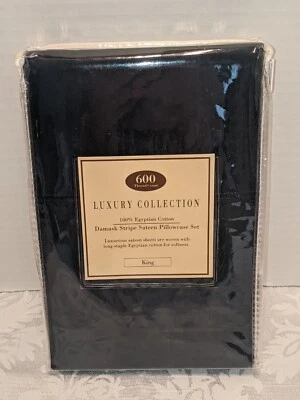 600
Thread Count
LUXURY COLLECTION
100% Egyptian Cotton
Damask Stripe Sateen Pillowcase Set
Luxurious sateen sheets are woven with
long-staple Egyptian cotton for softness.
King